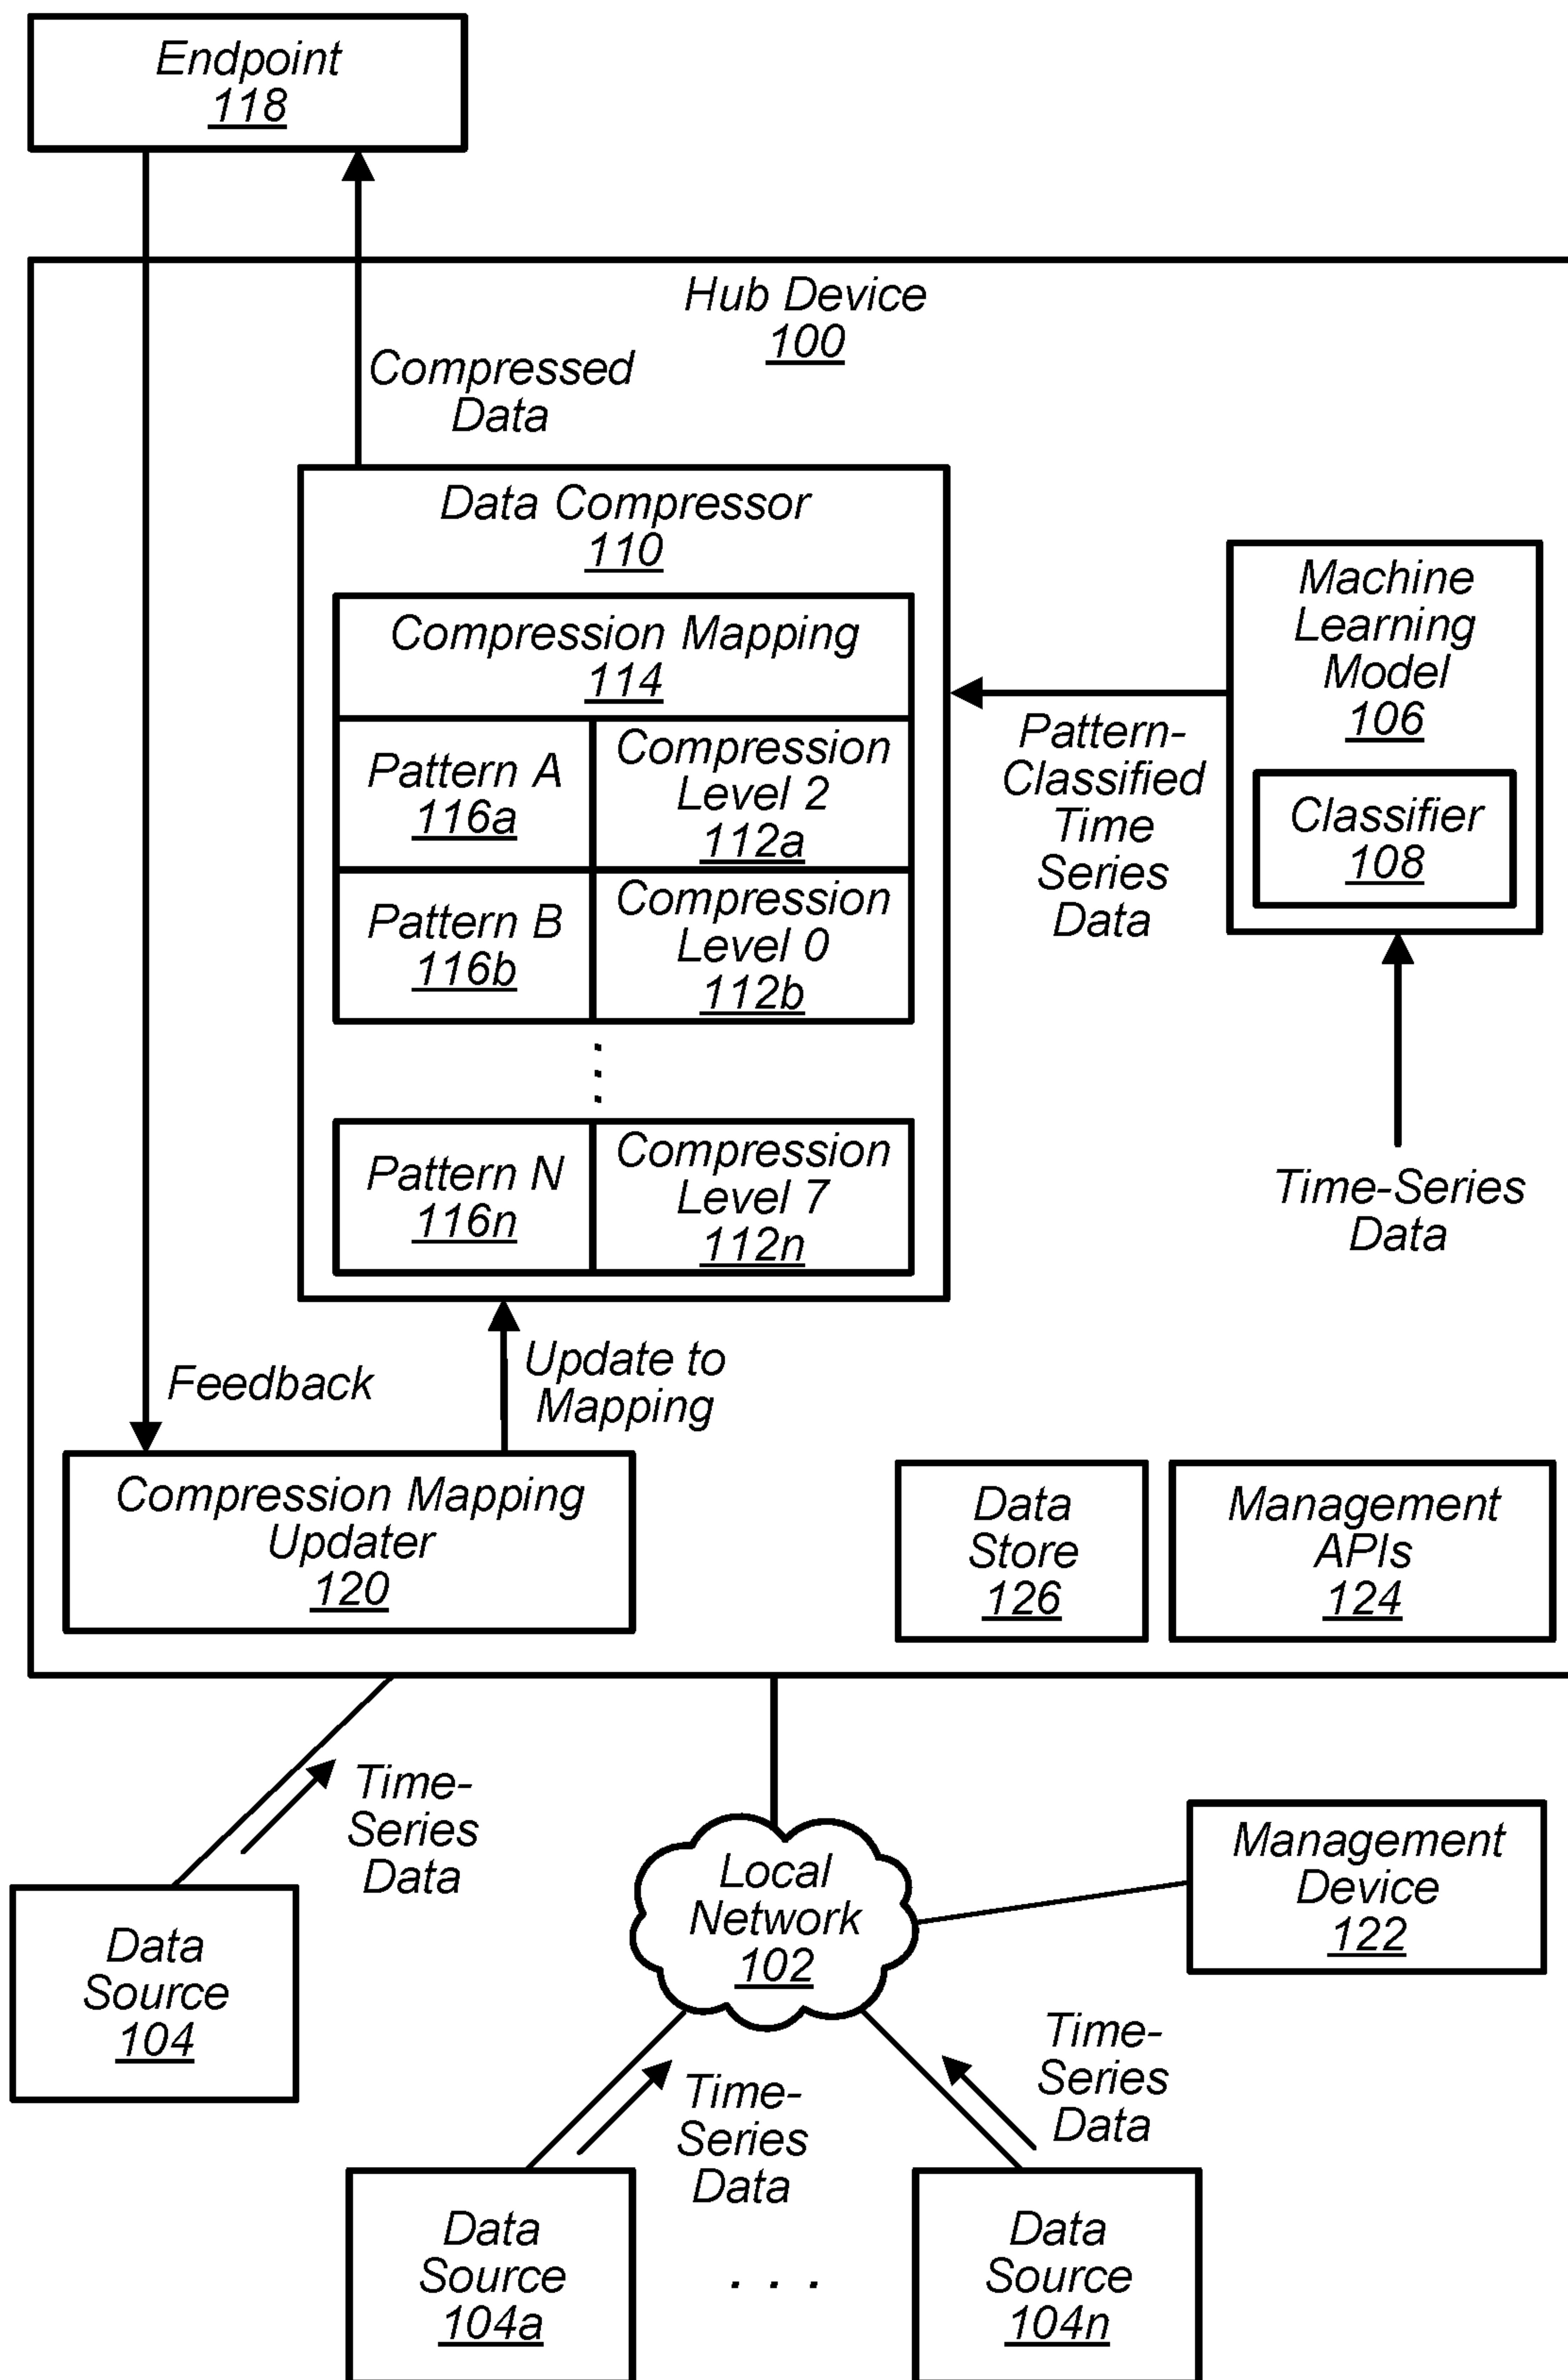 Endpoint
118
Hub Device
100
Compressed
Data
Data Compressor
110
Compression Mapping
114
Pattern A
116a
Compression
Level 2
112a
Pattern B
116b
Compression
Level 0
112b
Pattern N
116n
Compression
Level 7
112n
Pattern-
Classified
Time
Series
Data
Machine
Learning
Model
106
Classifier
108
Time-Series
Data
Feedback
Update to
Mapping
Compression Mapping
Updater
120
Data
Store
126
Management
APIs
124
Time-
Series
Data
Data
Source
104
Local
Network
102
Management
Device
122
Time-
Series
Data
Time-
Series
Data
Data
Source
104a
. . .
Data
Source
104n